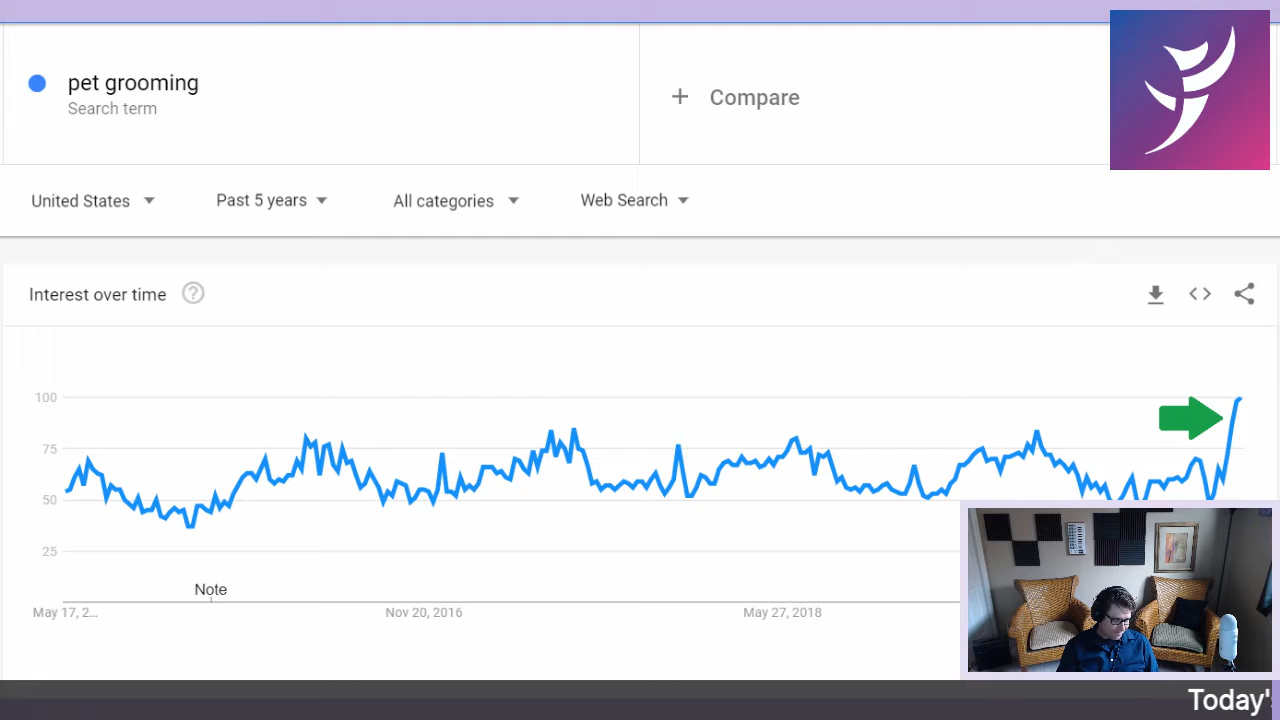 pet grooming
Search term
+ Compare
United States
Past 5 years
All categories
Web Search
Interest over time
100
75
50
25
Note
May 17, 2...
Nov 20, 2016
May 27, 2018
Today'